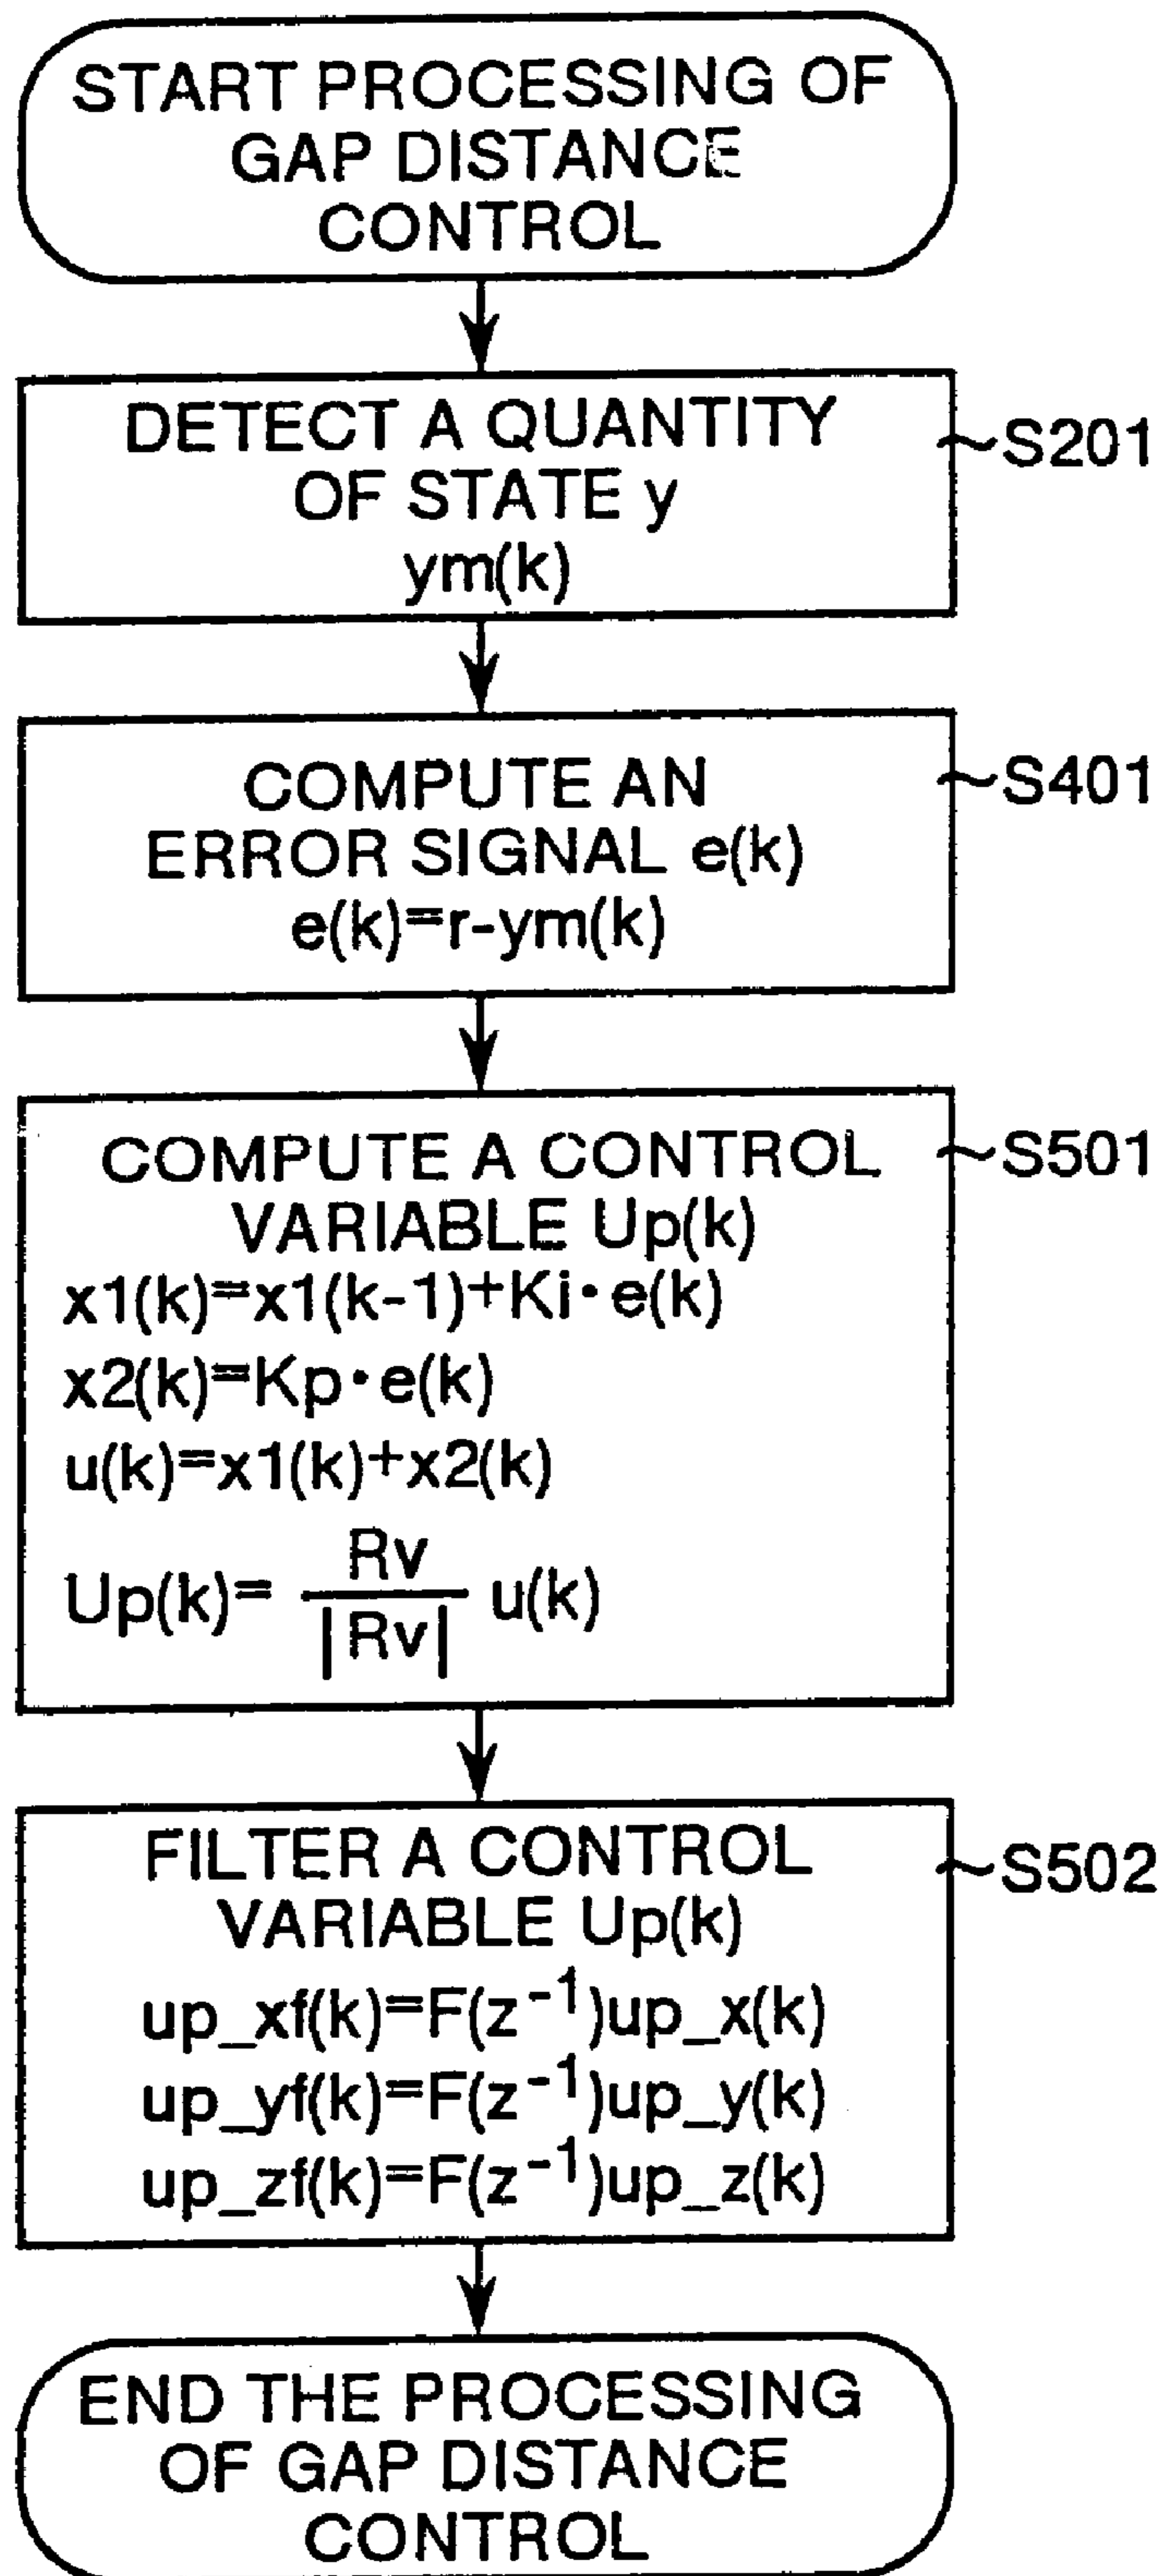 START PROCESSING OF
GAP DISTANCE
CONTROL
DETECT A QUANTITY
OF STATE y
ym(k)
S201
COMPUTE AN
ERROR SIGNAL e(k)
e(k)=r-ym(k)
S401
COMPUTE A CONTROL
VARIABLE Up(k)
x1(k)=x1(k-1)+Ki·e(k)
x2(k)=Kp·e(k)
u(k)=x1(k)+x2(k)
Up(k)= Rv/|Rv| u(k)
S501
FILTER A CONTROL
VARIABLE Up(k)
up_xf(k)=F(z⁻¹)up_x(k)
up_yf(k)=F(z⁻¹)up_y(k)
up_zf(k)=F(z⁻¹)up_z(k)
S502
END THE PROCESSING
OF GAP DISTANCE
CONTROL